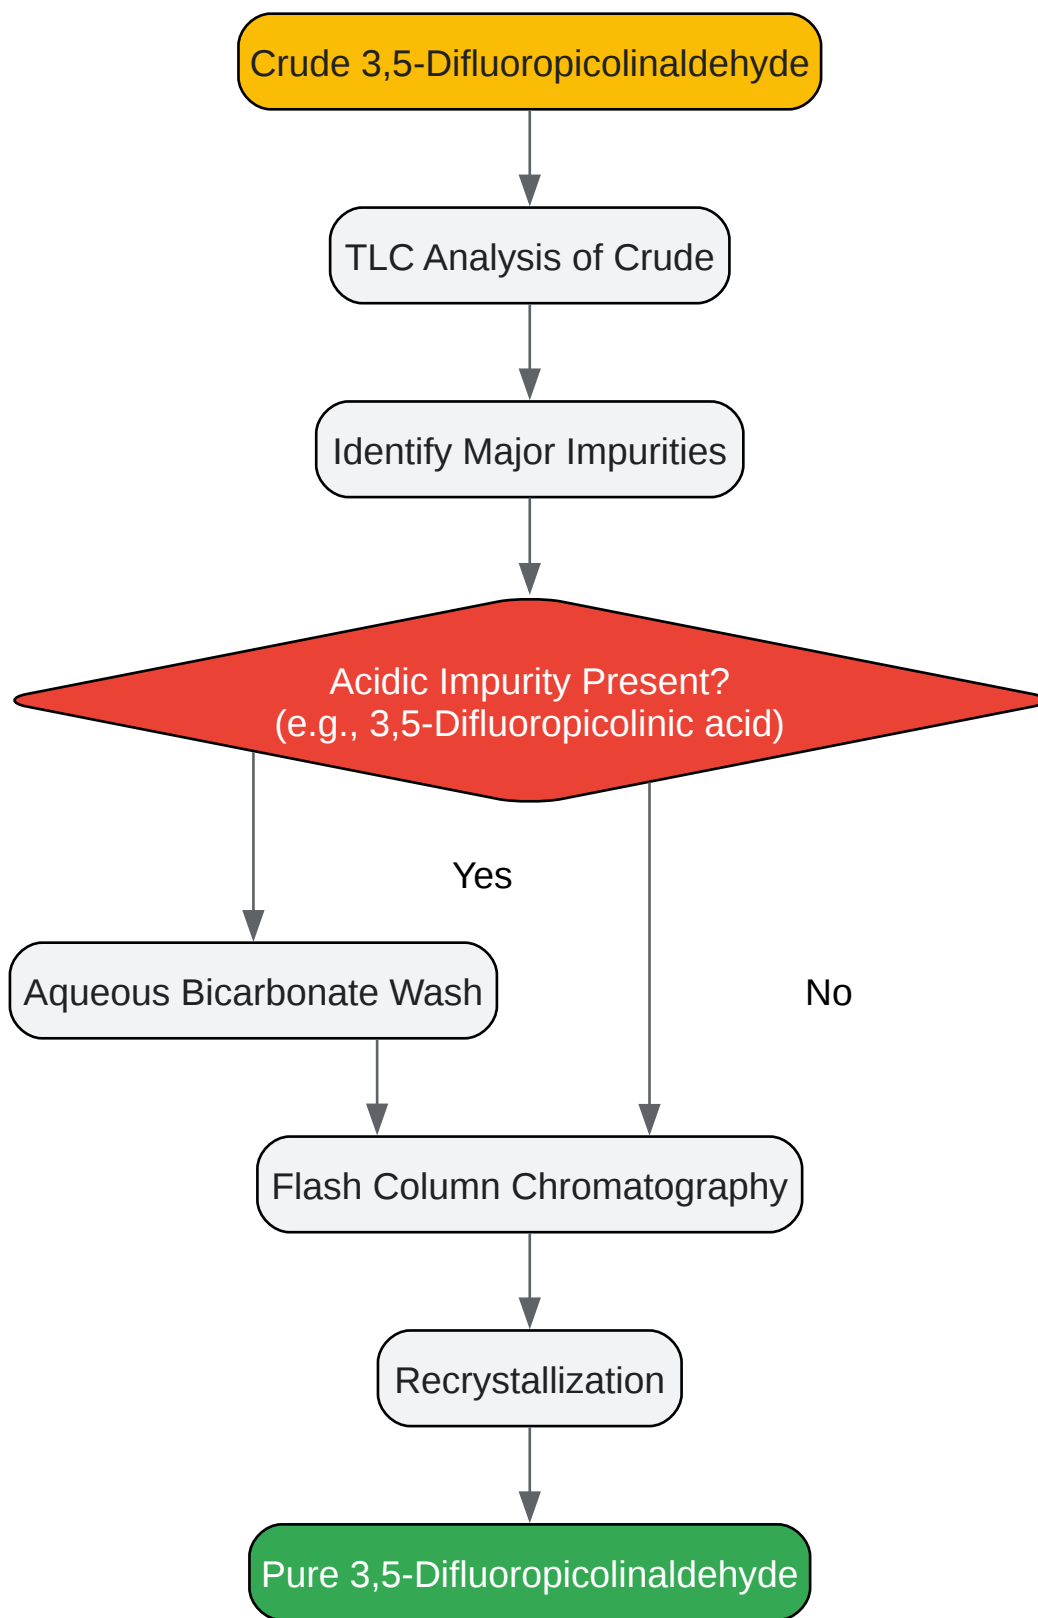 Crude 3,5-Difluoropicolinaldehyde
TLC Analysis of Crude
Identify Major Impurities
Acidic Impurity Present?
(e.g., 3,5-Difluoropicolinic acid)
Yes
Aqueous Bicarbonate Wash
No
Flash Column Chromatography
Recrystallization
Pure 3,5-Difluoropicolinaldehyde